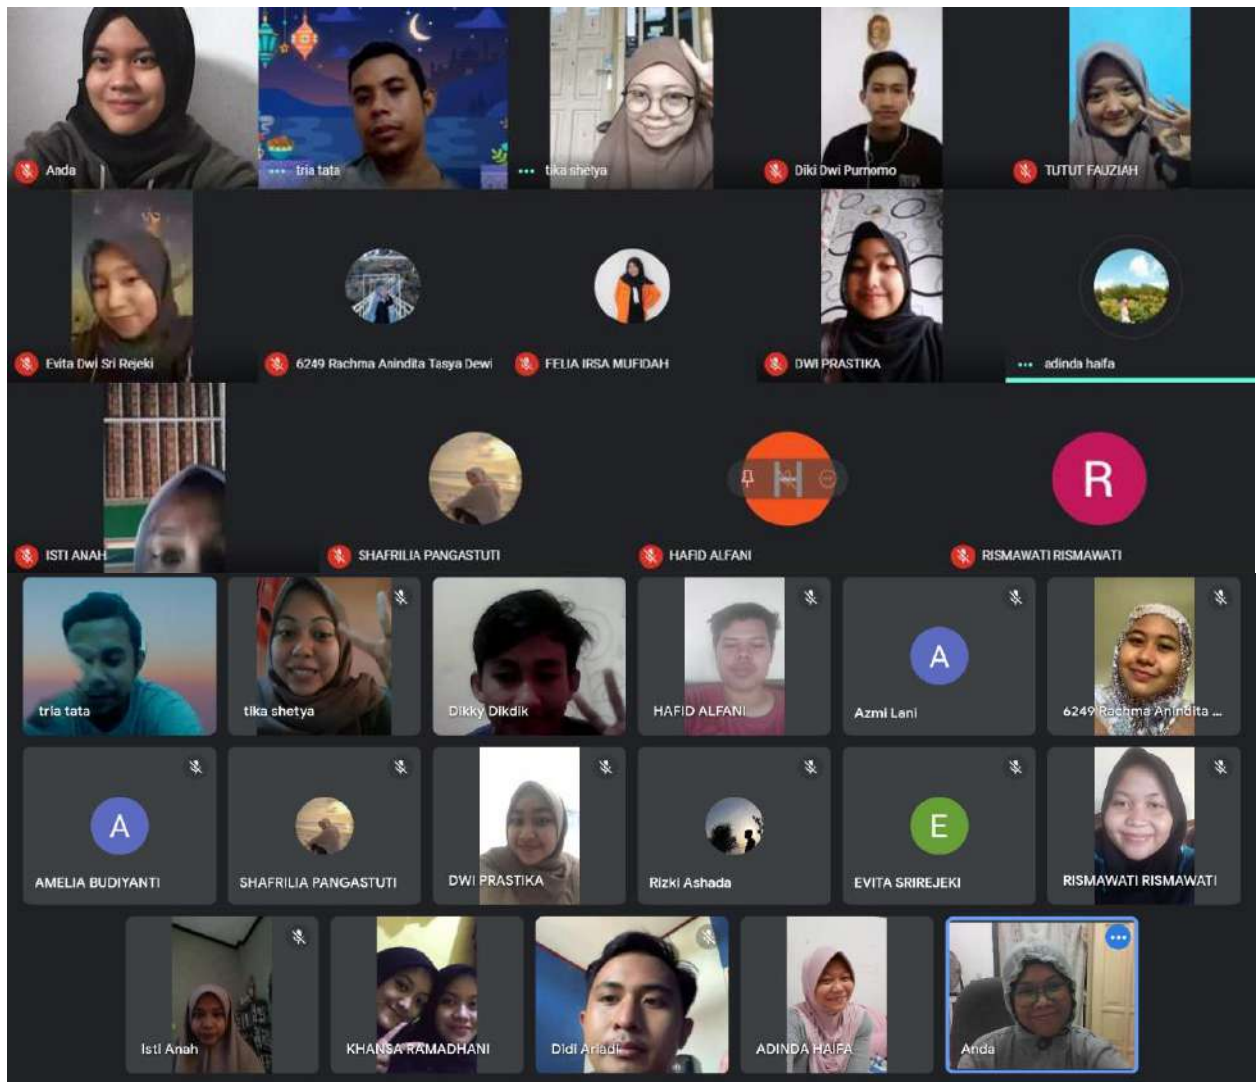 Anda
tria tata
tika shetya
Diki Dwi Purnomo
TUTUT FAUZIAH
Evita Dwi Sri Rejeki
6249 Rachma Anindita Tasya Dewi
FELIA IRSA MUFIDAH
DWI PRASTIKA
adinda haifa
ISTI ANAH
SHAFRILIA PANGASTUTI
H
HAFID ALFANI
R
RISMAWATI RISMAWATI
tria tata
tika shetya
Dikky Dikdik
HAFID ALFANI
A
Azmi Lani
6249 Rachma Anindita ...
A
AMELIA BUDIYANTI
SHAFRILIA PANGASTUTI
DWI PRASTIKA
Rizki Ashada
E
EVITA SRIREJEKI
RISMAWATI RISMAWATI
Isti Anah
KHANSA RAMADHANI
Didi Ariadi
ADINDA HAIFA
Anda